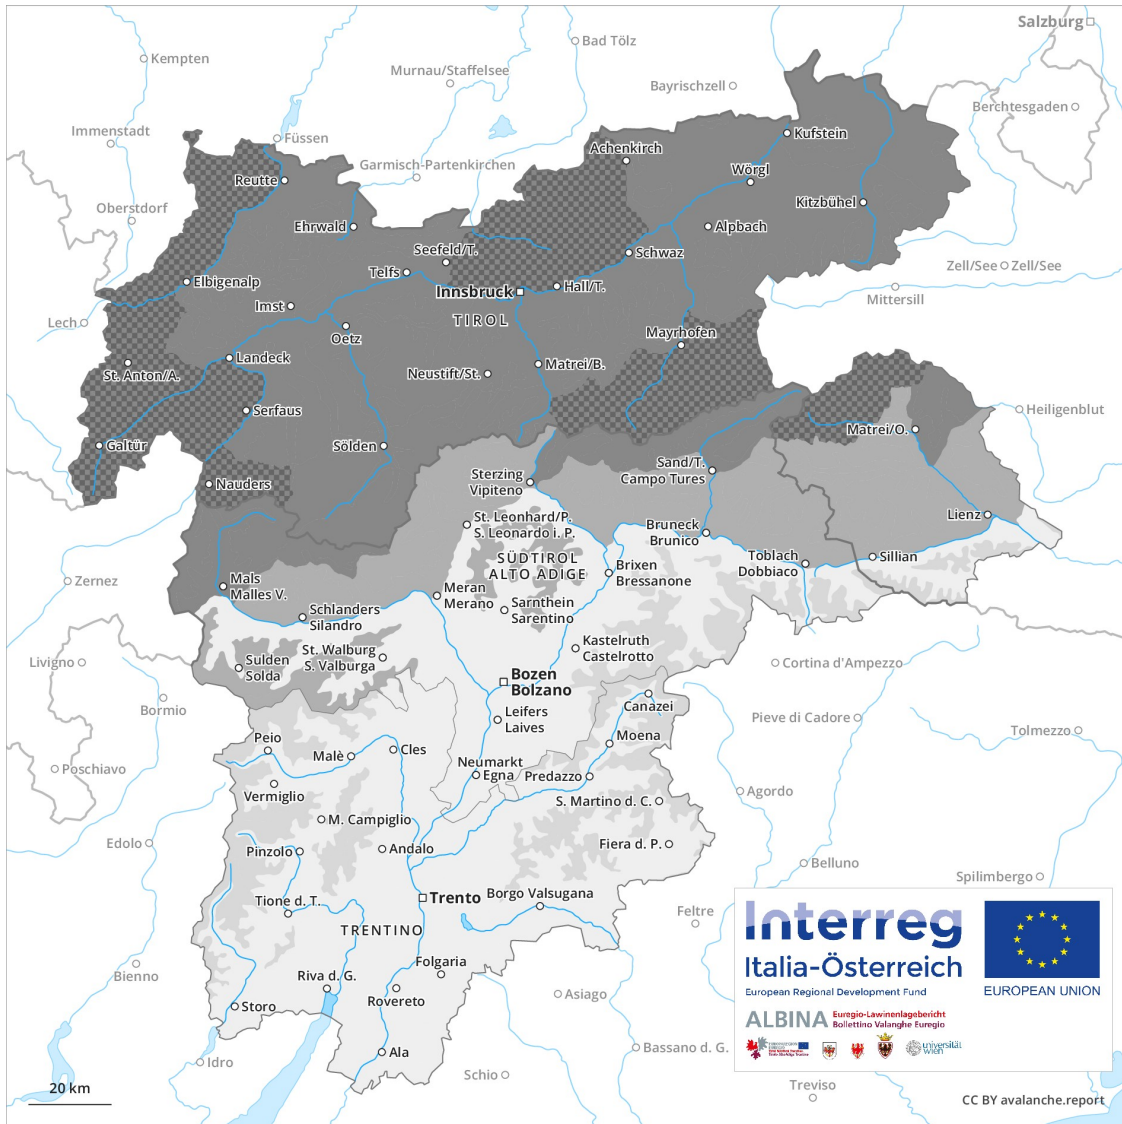 Salzburg
Bad Tölz
Kempten
Murnau/Staffelsee
Bayrischzell
Berchtesgaden
Immenstadt
Füssen
Kufstein
Achenkirch
Garmisch-Partenkirchen
Wörgl
Reutte
Kitzbühel
Oberstdorf
Ehrwald
Alpbach
Seefeld/T.
Schwaz
Zell/See
Zell/See
Telfs
Elbigenalp
Hall/T.
Innsbruck
Mittersill
Imst
TIROL
Lech
Mayrhofen
Oetz
Landeck
Matrei/B.
St. Anton/A.
Neustift/St.
Serfaus
Heiligenblut
Matrei/O.
Galtür
Sölden
Sterzing
Vipiteno
Sand/T.
Campo Tures
Nauders
St. Leonhard/P.
S. Leonardo i. P.
Lienz
Bruneck
Brunico
SÜDTIROL
ALTO ADIGE
Toblach
Dobbiaco
Sillian
Brixen
Bressanone
Zernez
Mals
Malles V.
Meran
Merano
Sarnthein
Sarentino
Schlanders
Silandro
Kastelruth
Castelrotto
St. Walburg
S. Valburga
Livigno
Sulden
Solda
Cortina d'Ampezzo
Bozen
Bolzano
Bormio
Canazei
Leifers
Laives
Pieve di Cadore
Tolmezzo
Peio
Moena
Malè
Cles
Neumarkt
Egna
Predazzo
Poschiavo
Vermiglio
Agordo
S. Martino d. C.
M. Campiglio
Edolo
Fiera d. P.
Pinzolo
Andalo
Belluno
Spilimbergo
Tione d. T.
Trento
Borgo Valsugana
Feltre
TRENTINO
Interreg
Italia-Österreich
Folgaria
Bienno
Riva d. G.
European Regional Development Fund
EUROPEAN UNION
Rovereto
Asiago
Storo
ALBINA
Euregio-Lawinenlagebericht
Bollettino Valanghe Euregio
universität
wien
Ala
Bassano d. G.
Idro
Schio
Treviso
20 km
CC BY avalanche.report